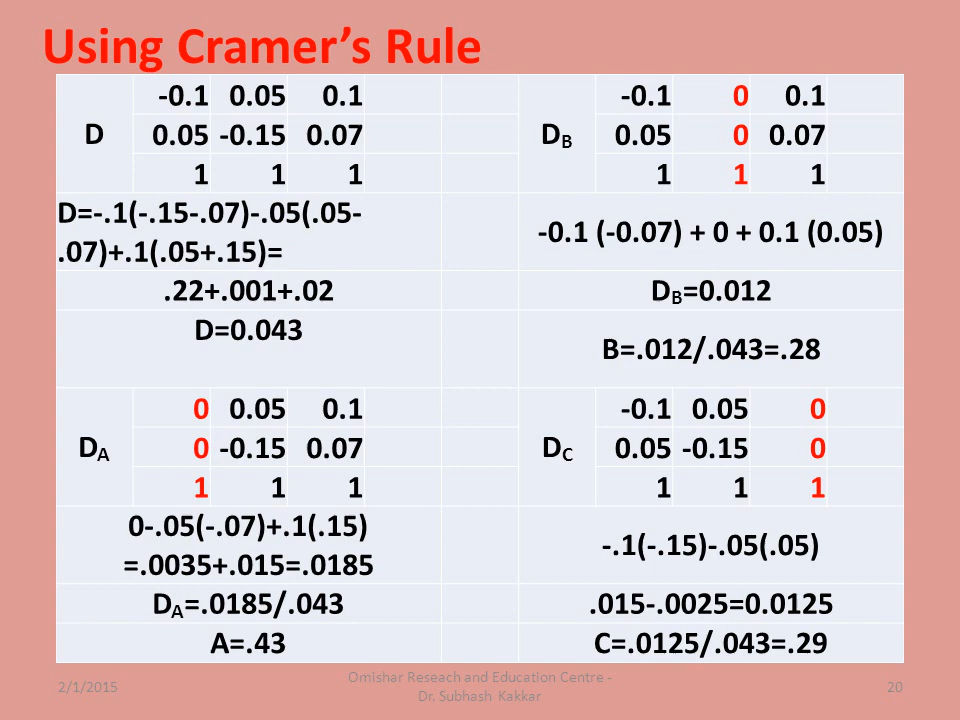 Using Cramer's Rule
D
-0.1 0.05 0.1
0.05 -0.15 0.07
1 1 1
DB
-0.1 0 0.1
0.05 0 0.07
1 1 1
D=-.1(-.15-.07)-.05(.05-
.07)+.1(.05+.15)=
-0.1 (-0.07) + 0 + 0.1 (0.05)
.22+.001+.02
DB=0.012
D=0.043
B=.012/.043=.28
DA
0 0.05 0.1
0 -0.15 0.07
1 1 1
DC
-0.1 0.05 0
0.05 -0.15 0
1 1 1
0-.05(-.07)+.1(.15)
=.0035+.015=.0185
-.1(-.15)-.05(.05)
DA=.0185/.043
.015-.0025=0.0125
A=.43
C=.0125/.043=.29
2/1/2015
Omishar Reseach and Education Centre -
Dr. Subhash Kakkar
20